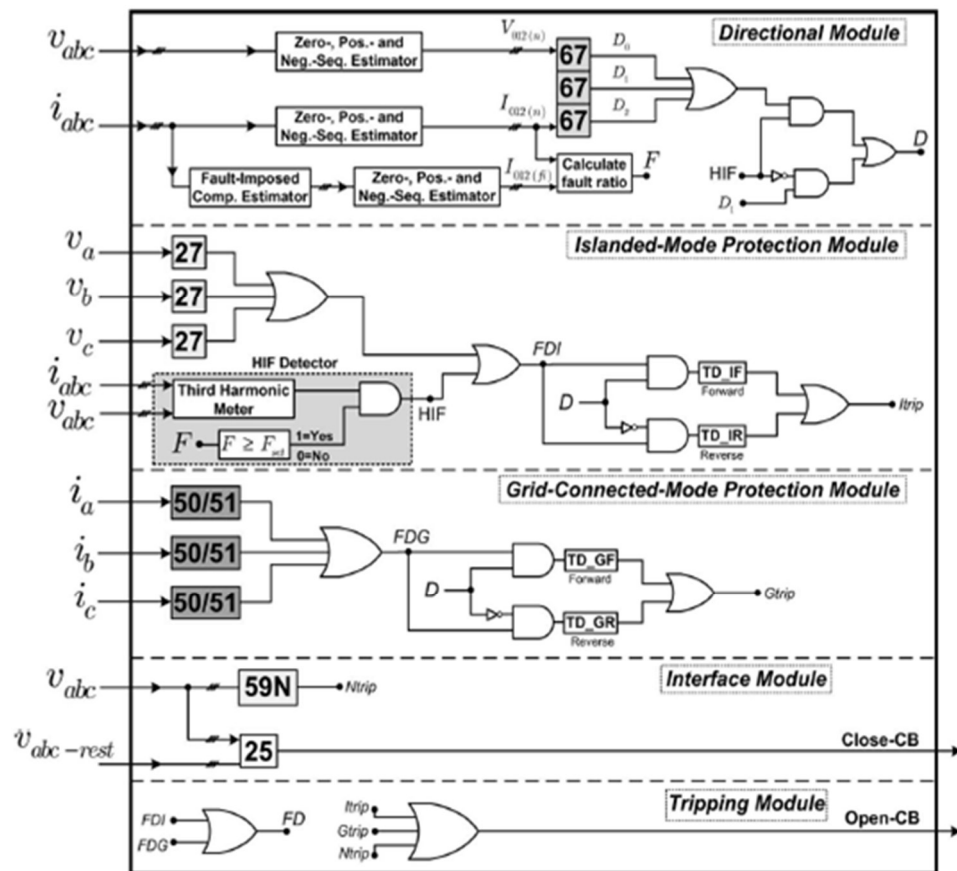 Directional Module
v_abc
Zero-, Pos.- and
Neg.-Seq. Estimator
V_012(n)
67
D_0
67
D_1
67
D_2
i_abc
Zero-, Pos.- and
Neg.-Seq. Estimator
I_012(n)
Fault-Imposed
Comp. Estimator
Zero-, Pos.- and
Neg.-Seq. Estimator
I_012(fi)
Calculate
fault ratio
F
HIF
D_1
D
Islanded-Mode Protection Module
v_a
27
v_b
27
v_c
27
HIF Detector
i_abc
v_abc
Third Harmonic
Meter
HIF
F
F ≥ F_set
1=Yes
0=No
FDI
D
TD_IF
Forward
TD_IR
Reverse
Itrip
Grid-Connected-Mode Protection Module
i_a
50/51
i_b
50/51
i_c
50/51
FDG
D
TD_GF
Forward
TD_GR
Reverse
Gtrip
Interface Module
v_abc
59N
Ntrip
v_abc-rest
25
Close-CB
Tripping Module
FDI
FDG
FD
Itrip
Gtrip
Ntrip
Open-CB